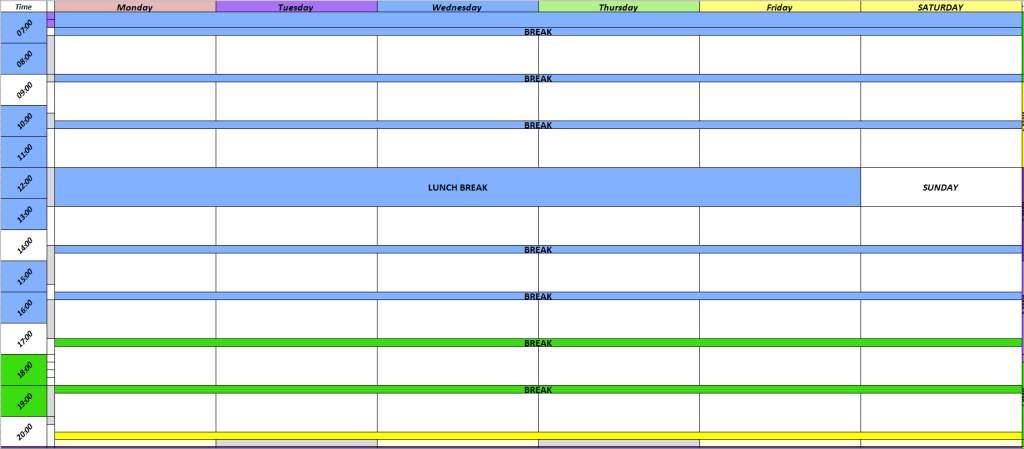 Time Monday Tuesday Wednesday Thursday Friday SATURDAY
07:00
BREAK
08:00
BREAK
09:00
10:00
BREAK
11:00
12:00
LUNCH BREAK SUNDAY
13:00
14:00
BREAK
15:00
BREAK
16:00
17:00
BREAK
18:00
BREAK
19:00
20:00